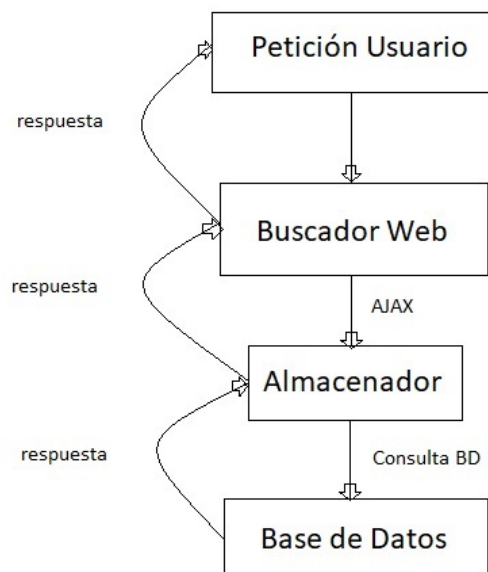 Petición Usuario
respuesta
Buscador Web
respuesta
AJAX
Almacenador
respuesta
Consulta BD
Base de Datos